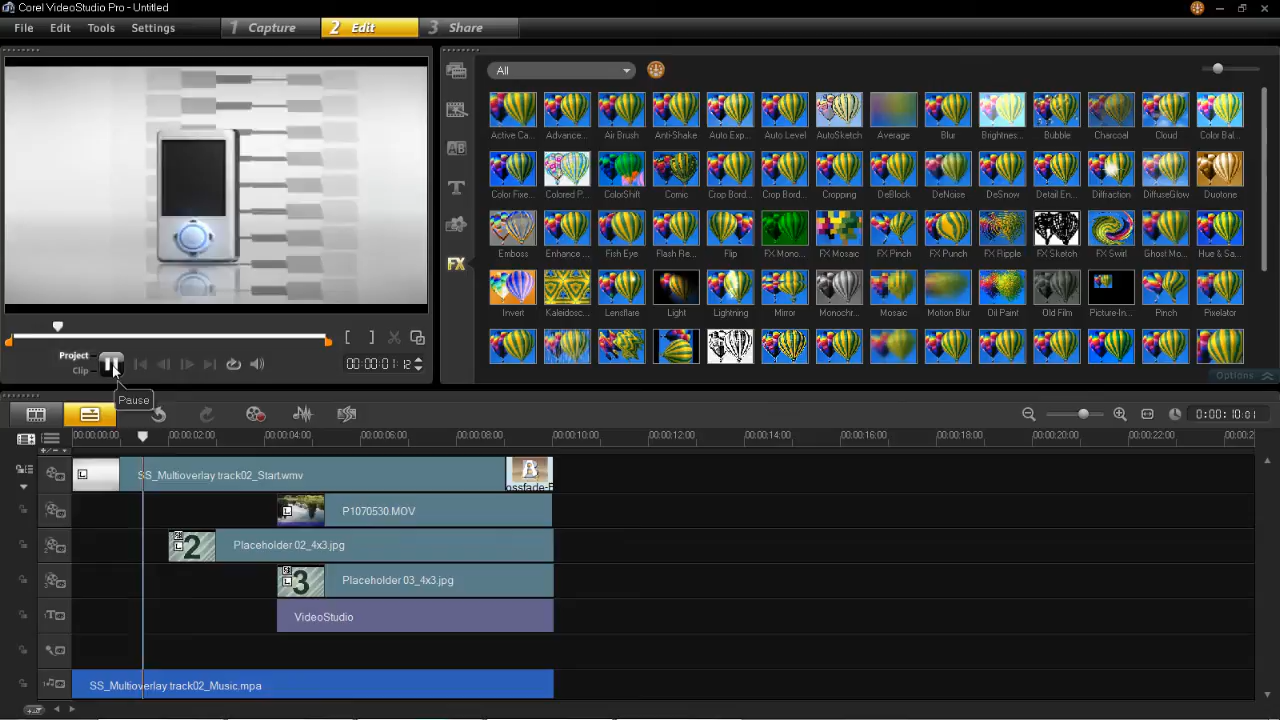 Corel VideoStudio Pro - Untitled
File Edit Tools Settings 1 Capture 2 Edit 3 Share
All
Active Ca... Advance... Air Brush Anti-Shake Auto Exp... Auto Level AutoSketch Average Blur Brightnes... Bubble Charcoal Cloud Color Bal...
Color Fixe... Colored P... ColorShift Comic Crop Bord... Crop Bord... Cropping DeBlock DeNoise DeSnow Detail En... Diffraction DiffuseGlow Duotone
Emboss Enhance ... Fish Eye Flash Re... Flip FX Mono... FX Mosaic FX Pinch FX Punch FX Ripple FX Sketch FX Swirl Ghost Mo... Hue & Sa...
Invert Kaleidosc... Lensflare Light Lightning Mirror Monochr... Mosaic Motion Blur Oil Paint Old Film Picture-In... Pinch Pixelator
AB
T
FX
Project
Clip
[ ]
00:00:01:12
Options
Pause
0:00:10:01
00:00:00:00 00:00:02:00 00:00:04:00 00:00:06:00 00:00:08:00 00:00:10:00 00:00:12:00 00:00:14:00 00:00:16:00 00:00:18:00 00:00:20:00 00:00:22:00 00:00:2
SS_Multioverlay track02_Start.wmv
B
P1070530.MOV
2 Placeholder 02_4x3.jpg
3 Placeholder 03_4x3.jpg
VideoStudio
SS_Multioverlay track02_Music.mpa